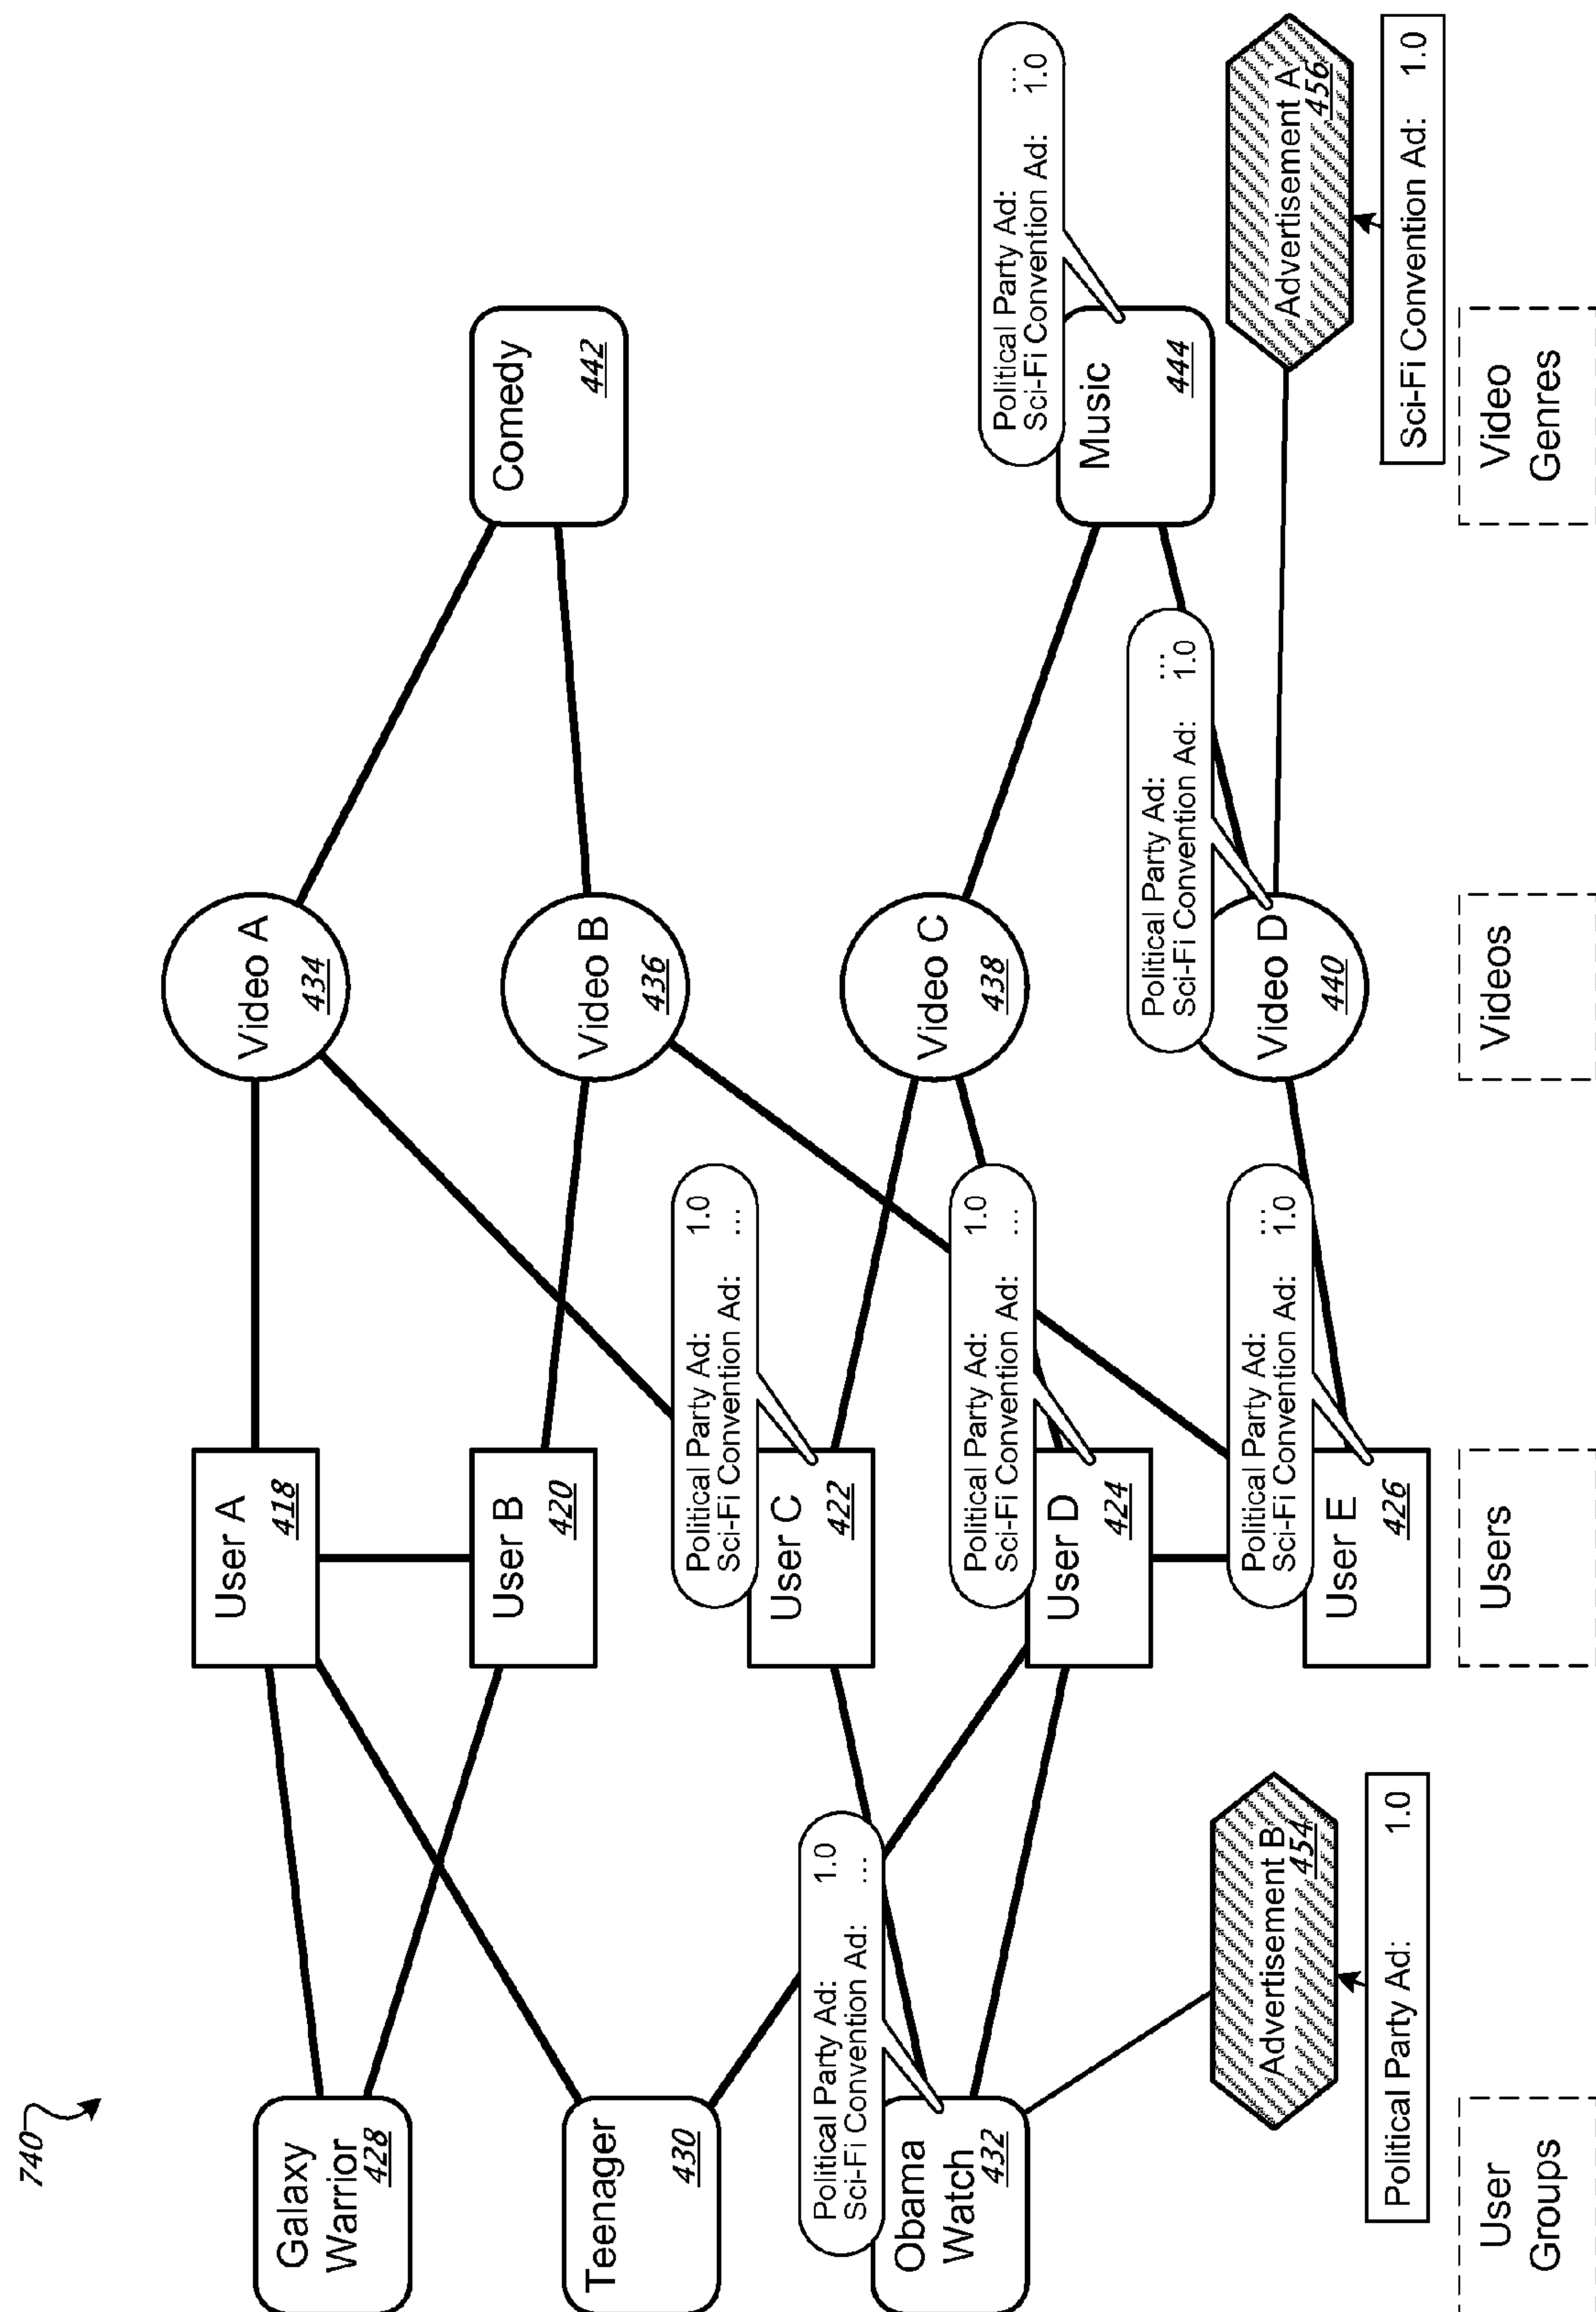 740
Galaxy
Warrior
428
Teenager
430
Obama
Watch
432
Political Party Ad: 1.0
Sci-Fi Convention Ad: ...
Advertisement B
454
Political Party Ad: 1.0
User
Groups
User A
418
User B
420
User C
422
Political Party Ad: 1.0
Sci-Fi Convention Ad: ...
User D
424
Political Party Ad: 1.0
Sci-Fi Convention Ad: ...
User E
426
Political Party Ad: ...
Sci-Fi Convention Ad: 1.0
Users
Video A
434
Video B
436
Video C
438
Video D
440
Political Party Ad: ...
Sci-Fi Convention Ad: 1.0
Videos
Comedy
442
Music
444
Political Party Ad: ...
Sci-Fi Convention Ad: 1.0
Advertisement A
456
Sci-Fi Convention Ad: 1.0
Video
Genres